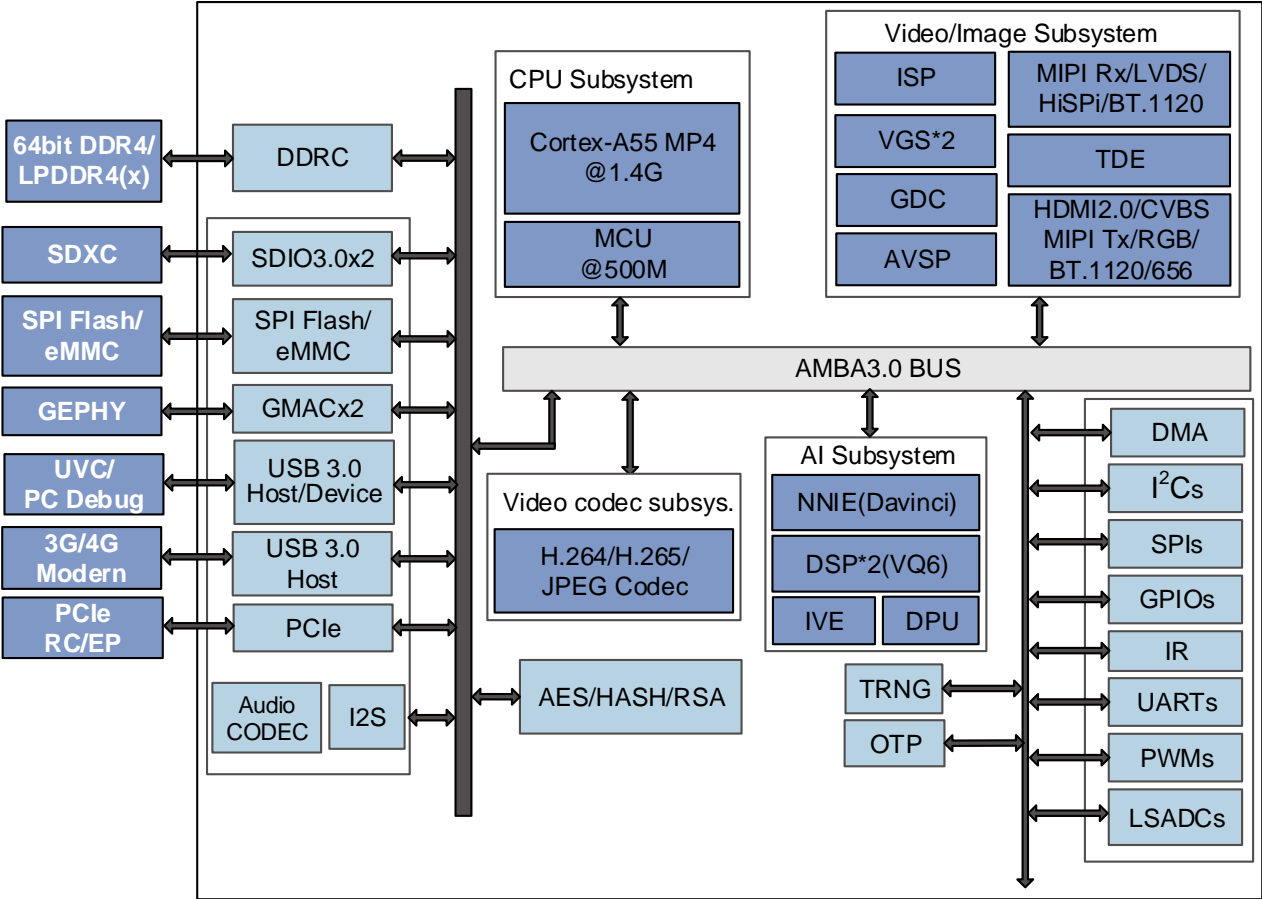 Video/Image Subsystem
CPU Subsystem
ISP
MIPI Rx/LVDS/
HiSPi/BT.1120
VGS*2
TDE
GDC
HDMI2.0/CVBS
MIPI Tx/RGB/
BT.1120/656
AVSP
Cortex-A55 MP4
@1.4G
MCU
@500M
64bit DDR4/
LPDDR4(x)
DDRC
SDXC
SDIO3.0x2
SPI Flash/
eMMC
SPI Flash/
eMMC
GEPHY
GMACx2
UVC/
PC Debug
USB 3.0
Host/Device
3G/4G
Modern
USB 3.0
Host
PCIe
RC/EP
PCIe
Audio
CODEC
I2S
AMBA3.0 BUS
Video codec subsys.
H.264/H.265/
JPEG Codec
AES/HASH/RSA
AI Subsystem
NNIE(Davinci)
DSP*2(VQ6)
IVE
DPU
TRNG
OTP
DMA
I²Cs
SPIs
GPIOs
IR
UARTs
PWMs
LSADCs